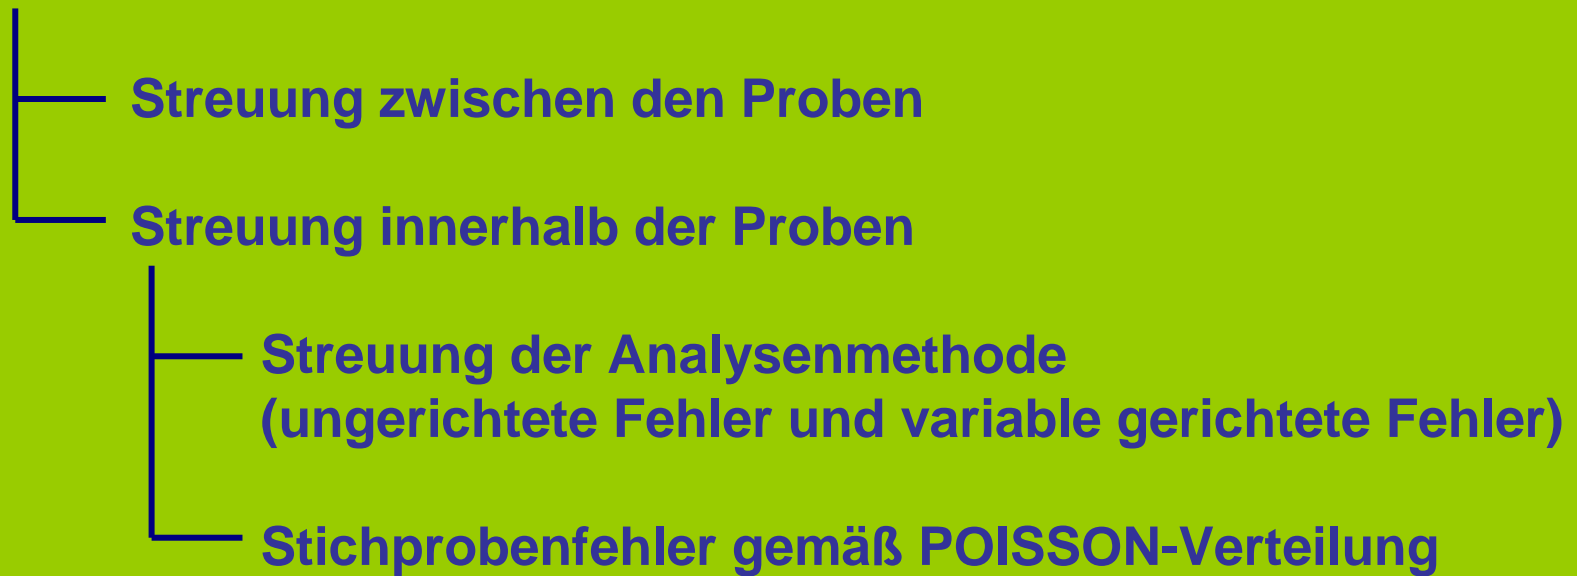 Streuung zwischen den Proben
Streuung innerhalb der Proben
Streuung der Analysenmethode
(ungerichtete Fehler und variable gerichtete Fehler)
Stichprobenfehler gemäß POISSON-Verteilung